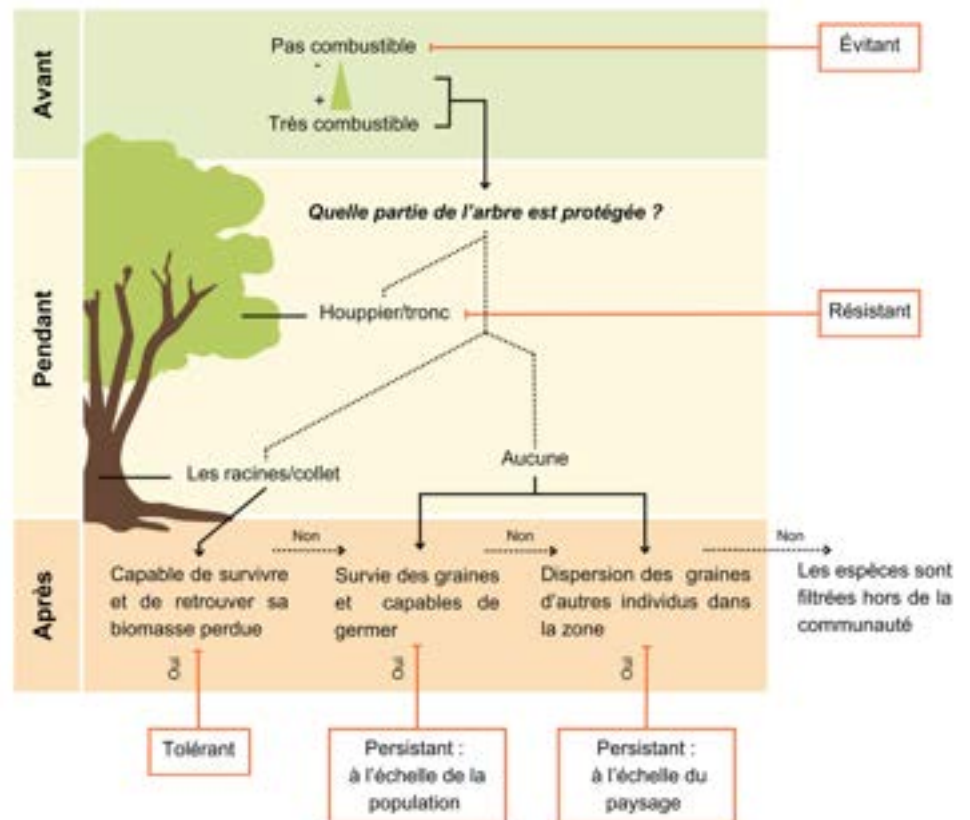 Avant
Pas combustible
-
+
Très combustible
Évitant
Pendant
Quelle partie de l'arbre est protégée ?
Houppier/tronc
Résistant
Les racines/collet
Aucune
Après
Non
Non
Non
Capable de survivre
et de retrouver sa
biomasse perdue
Survie des graines
et capables de
germer
Dispersion des graines
d'autres individus dans
la zone
Les espèces sont
filtrées hors de la
communauté
Oui
Oui
Oui
Tolérant
Persistant :
à l'échelle de la
population
Persistant :
à l'échelle du
paysage